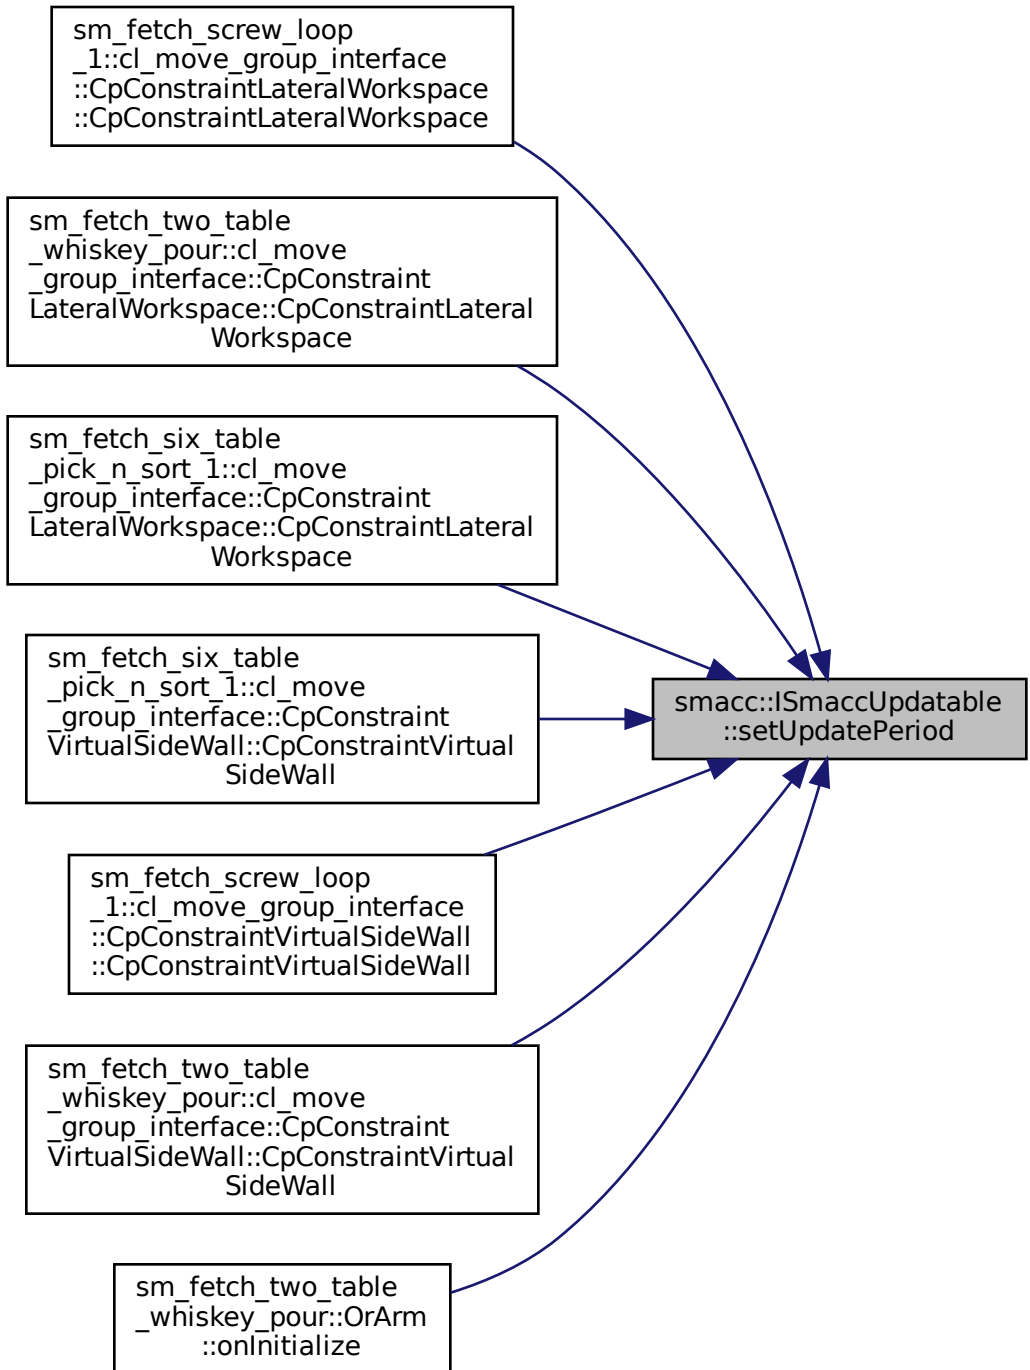 sm_fetch_screw_loop
_1::cl_move_group_interface
::CpConstraintLateralWorkspace
::CpConstraintLateralWorkspace
sm_fetch_two_table
_whiskey_pour::cl_move
_group_interface::CpConstraint
LateralWorkspace::CpConstraintLateral
Workspace
sm_fetch_six_table
_pick_n_sort_1::cl_move
_group_interface::CpConstraint
LateralWorkspace::CpConstraintLateral
Workspace
sm_fetch_six_table
_pick_n_sort_1::cl_move
_group_interface::CpConstraint
VirtualSideWall::CpConstraintVirtual
SideWall
smacc::ISmaccUpdatable
::setUpdatePeriod
sm_fetch_screw_loop
_1::cl_move_group_interface
::CpConstraintVirtualSideWall
::CpConstraintVirtualSideWall
sm_fetch_two_table
_whiskey_pour::cl_move
_group_interface::CpConstraint
VirtualSideWall::CpConstraintVirtual
SideWall
sm_fetch_two_table
_whiskey_pour::OrArm
::onInitialize